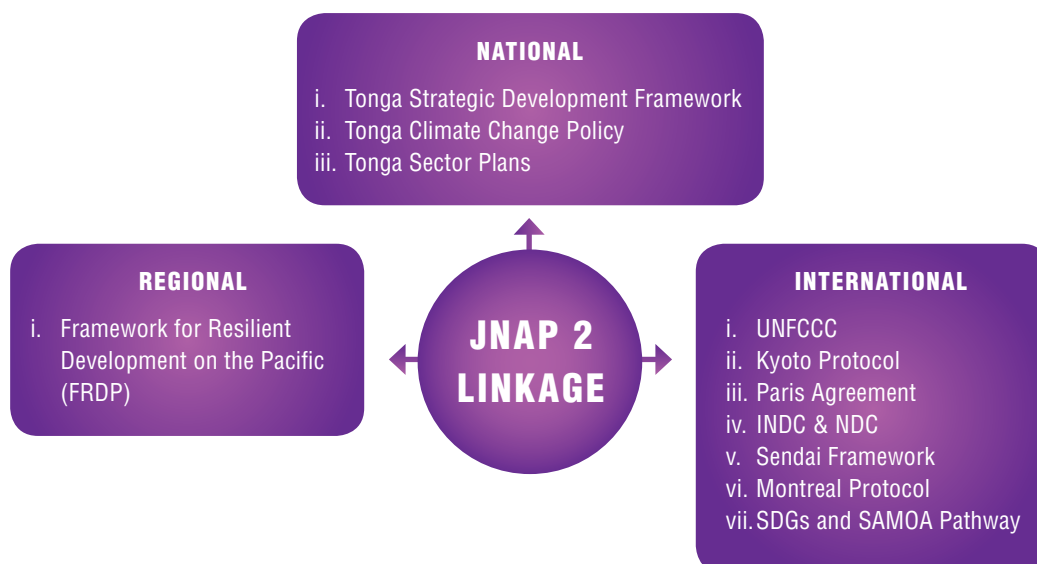 NATIONAL
i. Tonga Strategic Development Framework
ii. Tonga Climate Change Policy
iii. Tonga Sector Plans
REGIONAL
i. Framework for Resilient
Development on the Pacific
(FRDP)
JNAP 2
LINKAGE
INTERNATIONAL
i. UNFCCC
ii. Kyoto Protocol
iii. Paris Agreement
iv. INDC & NDC
v. Sendai Framework
vi. Montreal Protocol
vii. SDGs and SAMOA Pathway